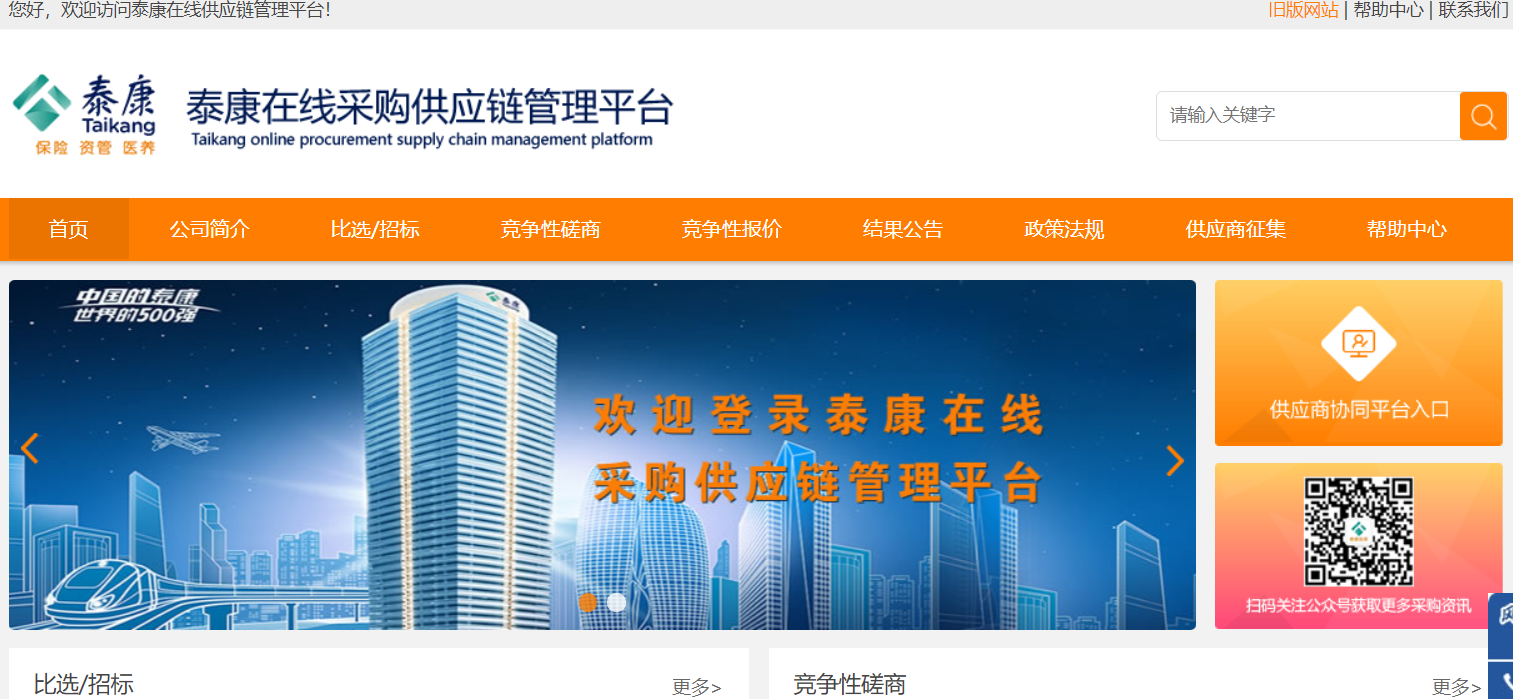 您好，欢迎访问泰康在线供应链管理平台！
旧版网站 | 帮助中心 | 联系我们
泰康
Taikang
保险 资管 医养
泰康在线采购供应链管理平台
Taikang online procurement supply chain management platform
请输入关键字
首页 公司简介 比选/招标 竞争性磋商 竞争性报价 结果公告 政策法规 供应商征集 帮助中心
中国的泰康
世界的500强
泰康
欢迎登录泰康在线
采购供应链管理平台
供应商协同平台入口
扫码关注公众号获取更多采购资讯
比选/招标 更多>
竞争性磋商 更多>